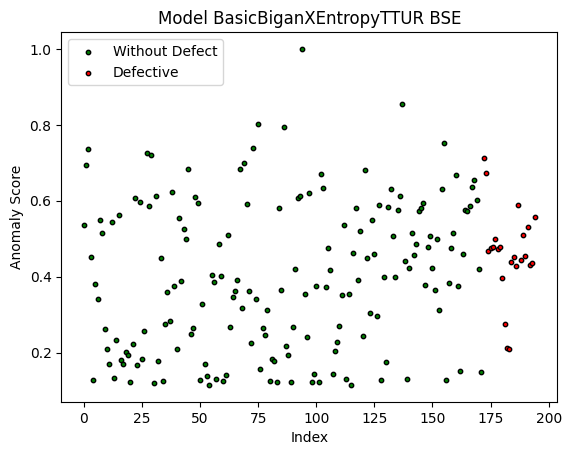 Model BasicBiganXEntropyTTUR BSE
Without Defect
Defective
Anomaly Score
1.0
0.8
0.6
0.4
0.2
0 25 50 75 100 125 150 175 200
Index